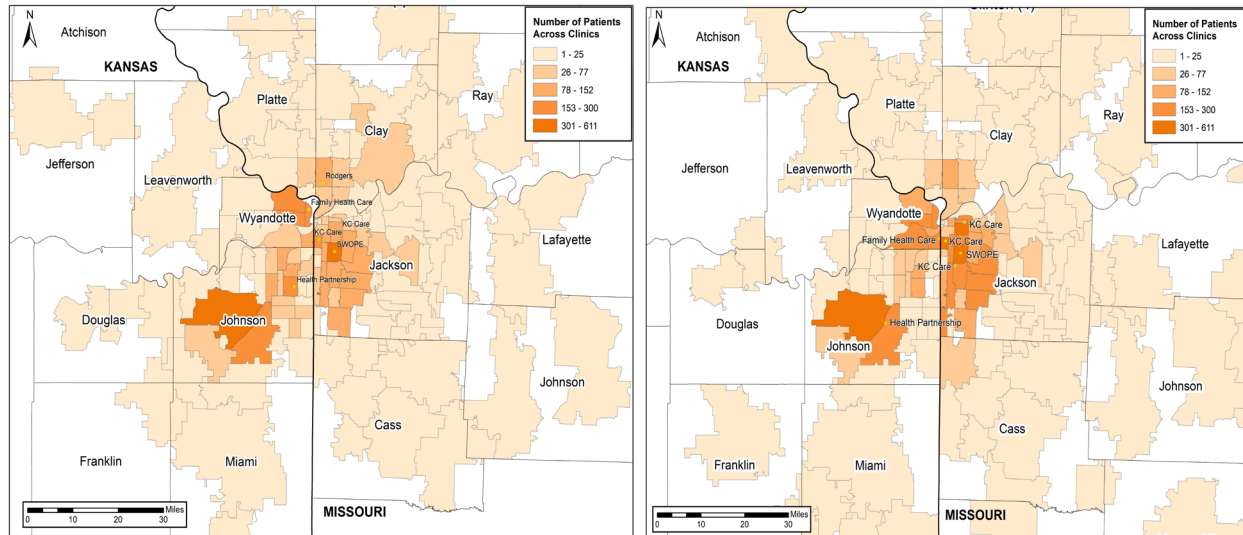 Number of Patients
Across Clinics
1 - 25
26 - 77
78 - 152
153 - 300
301 - 611
N
Atchison
KANSAS
Platte
Ray
Clay
Jefferson
Leavenworth
Rodgers
Family Health Care
Wyandotte
KC Care
KC Care
SWOPE
Lafayette
Jackson
Health Partnership
Douglas
Johnson
Johnson
Cass
Franklin
Miami
0 10 20 30 Miles
MISSOURI
Number of Patients
Across Clinics
1 - 25
26 - 77
78 - 152
153 - 300
301 - 611
N
Atchison
KANSAS
Platte
Ray
Clay
Jefferson
Leavenworth
Wyandotte
KC Care
Family Health Care
KC Care
SWOPE
Lafayette
KC Care
Jackson
Douglas
Health Partnership
Johnson
Johnson
Cass
Franklin
Miami
0 10 20 30 Miles
MISSOURI